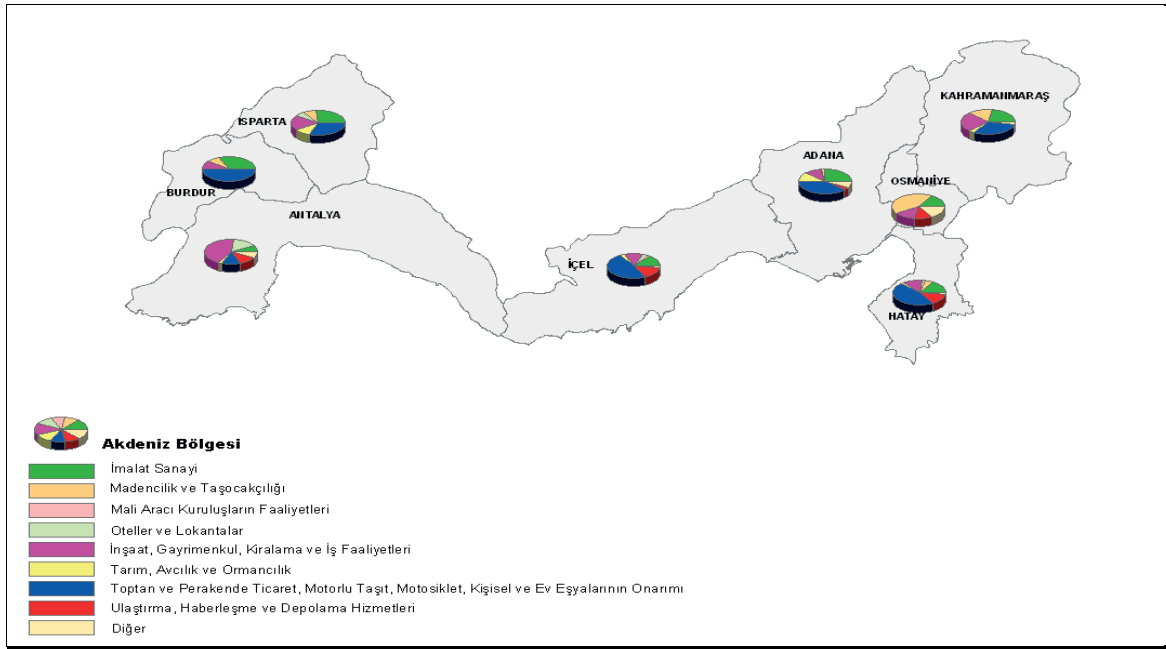 KAHRAMANMARAŞ
ISPARTA
ADANA
OSMANİYE
BURDUR
ANTALYA
İÇEL
HATAY
Akdeniz Bölgesi
İmalat Sanayi
Madencilik ve Taşocakçılığı
Mali Aracı Kuruluşların Faaliyetleri
Oteller ve Lokantalar
İnşaat, Gayrimenkul, Kiralama ve İş Faaliyetleri
Tarım, Avcılık ve Ormancılık
Toptan ve Perakende Ticaret, Motorlu Taşıt, Motosiklet, Kişisel ve Ev Eşyalarının Onarımı
Ulaştırma, Haberleşme ve Depolama Hizmetleri
Diğer